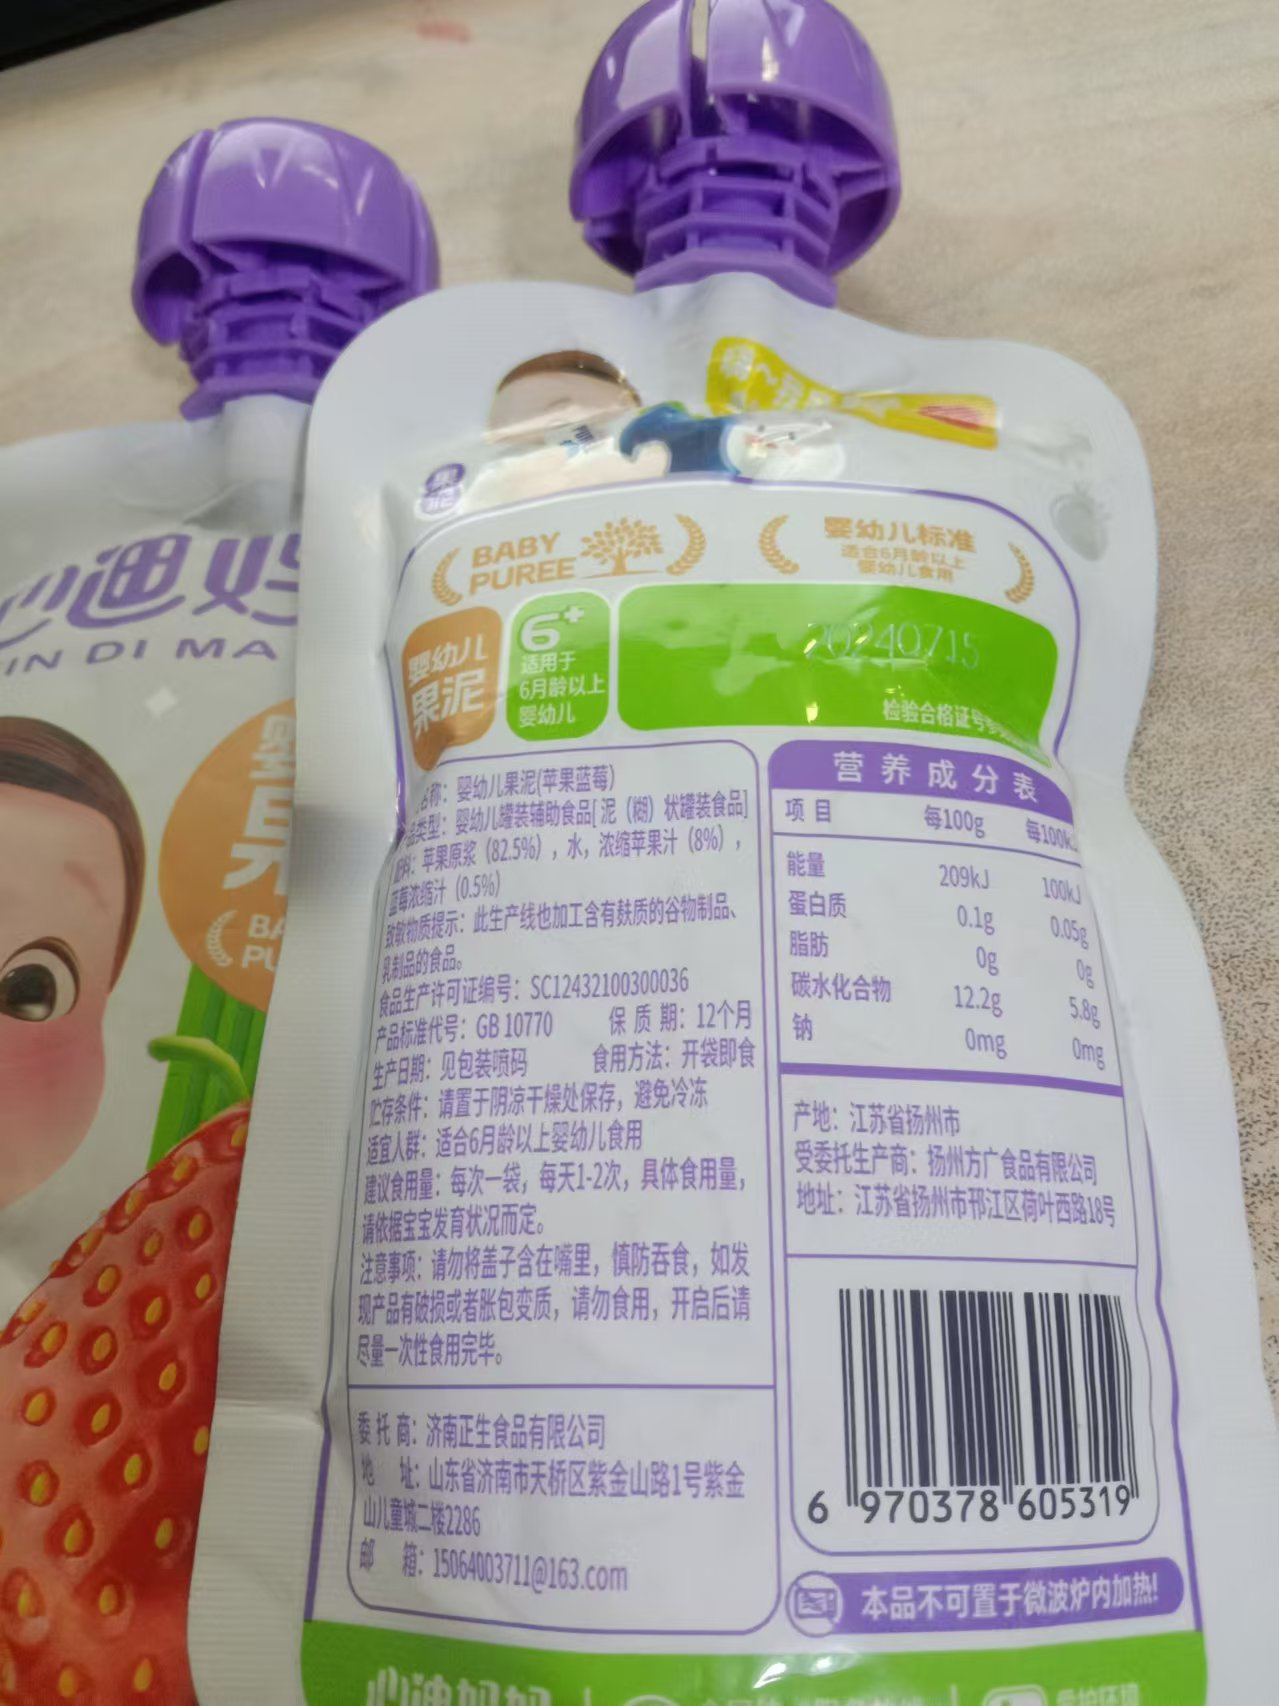 迪妈
IN DI MA
果
泥
BABY
PUREE
婴幼儿标准
适合6月龄以上
婴幼儿食用
婴幼儿
果泥
6+
适用于
6月龄以上
婴幼儿
20240715
检验合格证号
名称：婴幼儿果泥(苹果蓝莓)
品类型：婴幼儿罐装辅助食品[泥（糊）状罐装食品]
配料：苹果原浆（82.5%），水，浓缩苹果汁（8%），
蓝莓浓缩汁（0.5%）
致敏物质提示：此生产线也加工含有麸质的谷物制品、
乳制品的食品。
食品生产许可证编号：SC12432100300036
产品标准代号：GB 10770 保质期：12个月
生产日期：见包装喷码 食用方法：开袋即食
贮存条件：请置于阴凉干燥处保存，避免冷冻
适宜人群：适合6月龄以上婴幼儿食用
建议食用量：每次一袋，每天1-2次，具体食用量，
请依据宝宝发育状况而定。
注意事项：请勿将盖子含在嘴里，慎防吞食，如发
现产品有破损或者胀包变质，请勿食用，开启后请
尽量一次性食用完毕。
委托商：济南正生食品有限公司
地址：山东省济南市天桥区紫金山路1号紫金
山儿童城二楼2286
邮箱：15064003711@163.com
营养成分表
项目 每100g 每100kJ
能量 209kJ 100kJ
蛋白质 0.1g 0.05g
脂肪 0g 0g
碳水化合物 12.2g 5.8g
钠 0mg 0mg
产地：江苏省扬州市
受委托生产商：扬州方广食品有限公司
地址：江苏省扬州市邗江区荷叶西路18号
6 970378 605319
本品不可置于微波炉内加热!
心迪妈妈